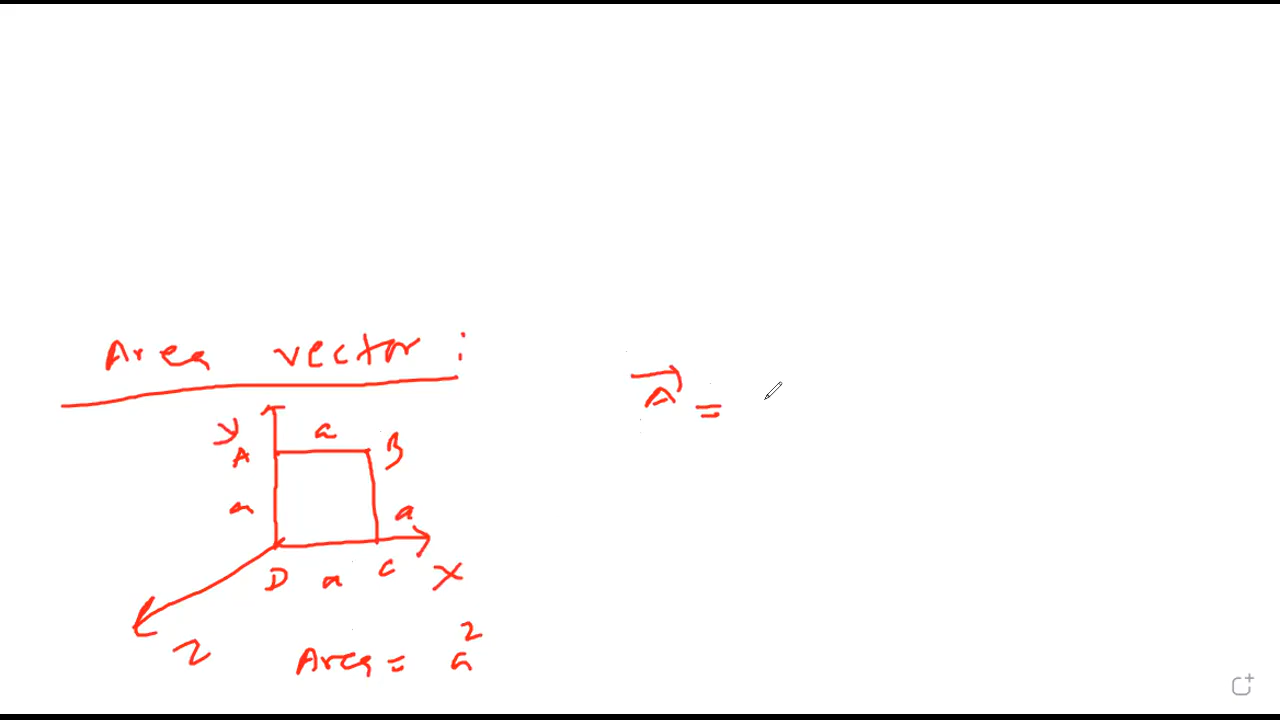 Area vector :
y
A a B
a a
D a C X
Z
Area = a²
A⃗ =